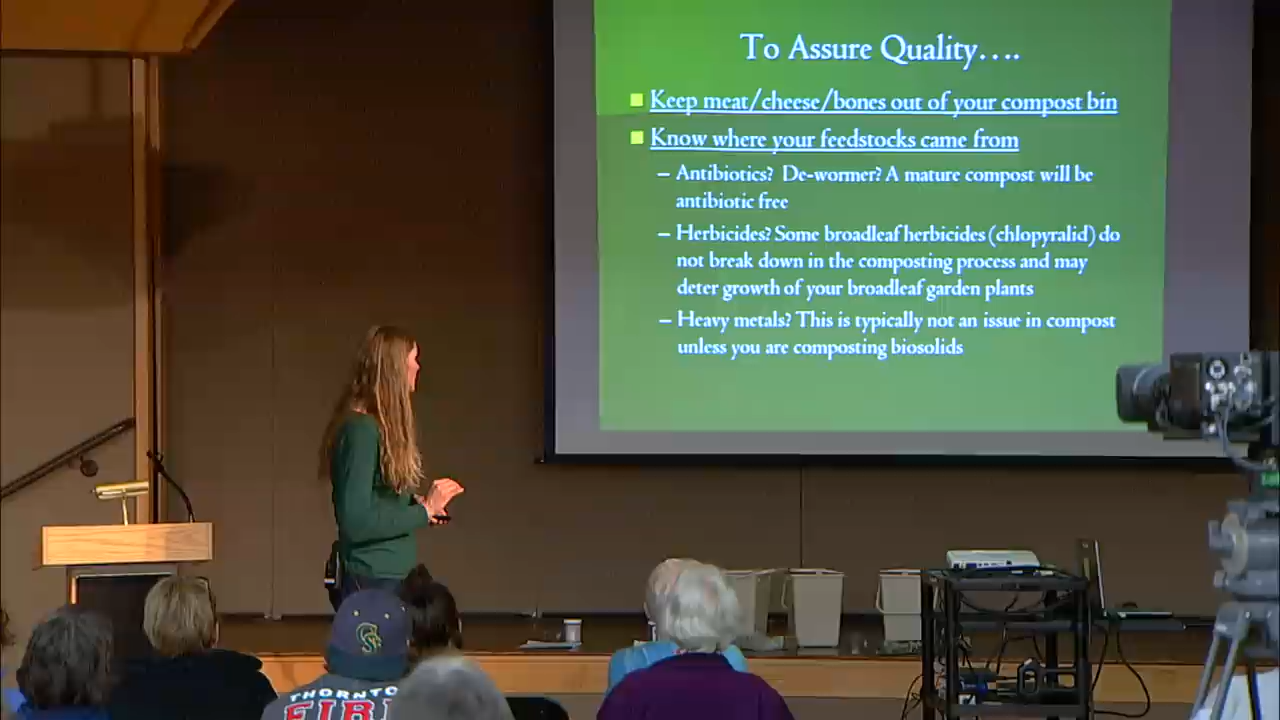 To Assure Quality….
Keep meat/cheese/bones out of your compost bin
Know where your feedstocks came from
– Antibiotics? De-wormer? A mature compost will be
antibiotic free
– Herbicides? Some broadleaf herbicides (chlopyralid) do
not break down in the composting process and may
deter growth of your broadleaf garden plants
– Heavy metals? This is typically not an issue in compost
unless you are composting biosolids
THORNTO
FIRE